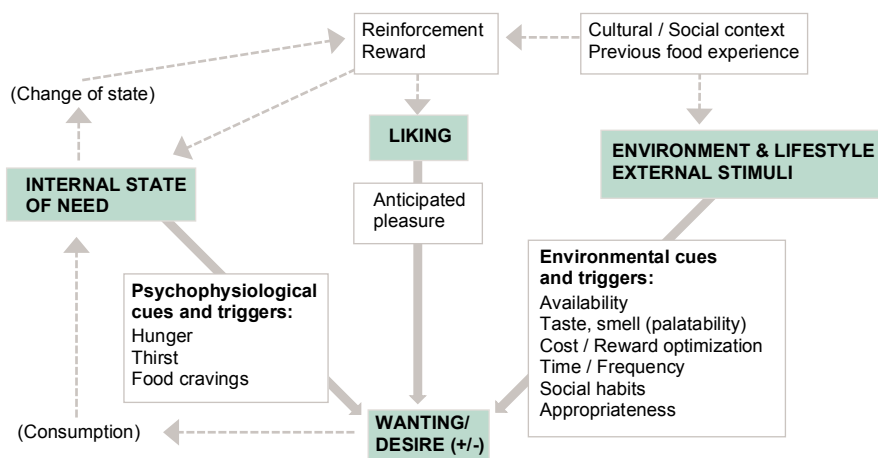 Reinforcement
Reward
Cultural / Social context
Previous food experience
(Change of state)
LIKING
ENVIRONMENT & LIFESTYLE
EXTERNAL STIMULI
INTERNAL STATE
OF NEED
Anticipated
pleasure
Psychophysiological
cues and triggers:
Hunger
Thirst
Food cravings
Environmental cues
and triggers:
Availability
Taste, smell (palatability)
Cost / Reward optimization
Time / Frequency
Social habits
Appropriateness
(Consumption)
WANTING/
DESIRE (+/-)